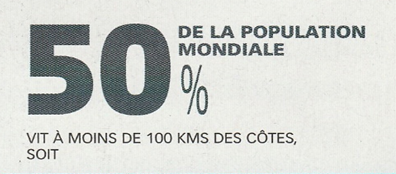 50 % DE LA POPULATION
MONDIALE
VIT À MOINS DE 100 KMS DES CÔTES,
SOIT